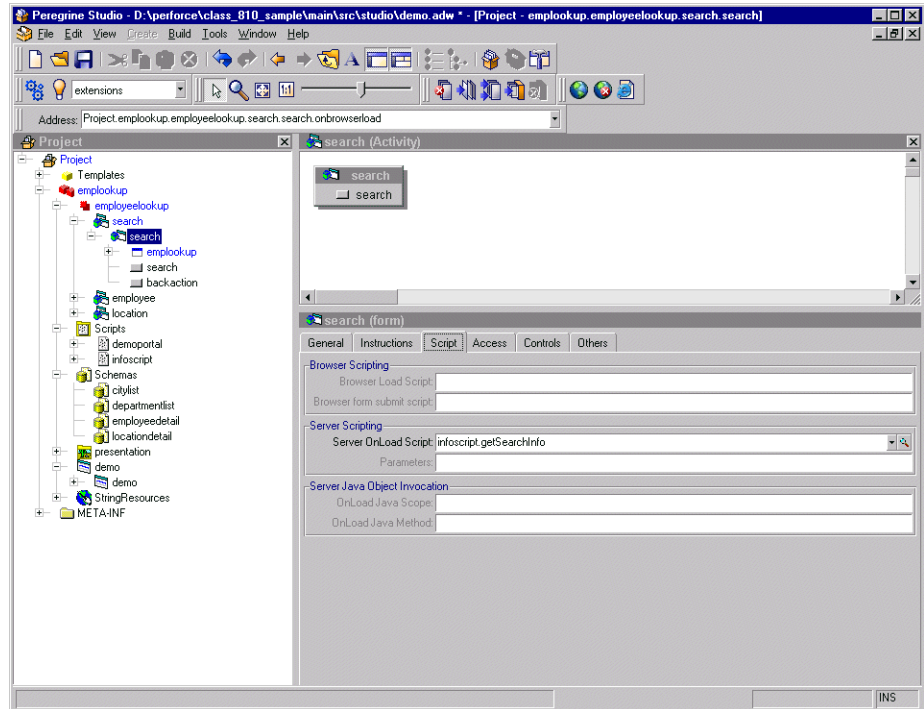 Peregrine Studio - D:\perforce\class_810_sample\main\src\studio\demo.adw * - [Project - emplookup.employeelookup.search.search]
File Edit View Create Build Tools Window Help
extensions
Address: Project.emplookup.employeelookup.search.search.onbrowserload
Project
Project
Templates
emplookup
employeelookup
search
search
emplookup
search
backaction
employee
location
Scripts
demoportal
infoscript
Schemas
citylist
departmentlist
employeedetail
locationdetail
presentation
demo
demo
StringResources
META-INF
search (Activity)
search
search
search (form)
General Instructions Script Access Controls Others
Browser Scripting
Browser Load Script:
Browser form submit script:
Server Scripting
Server OnLoad Script: infoscript.getSearchInfo
Parameters:
Server Java Object Invocation
OnLoad Java Scope:
OnLoad Java Method:
INS